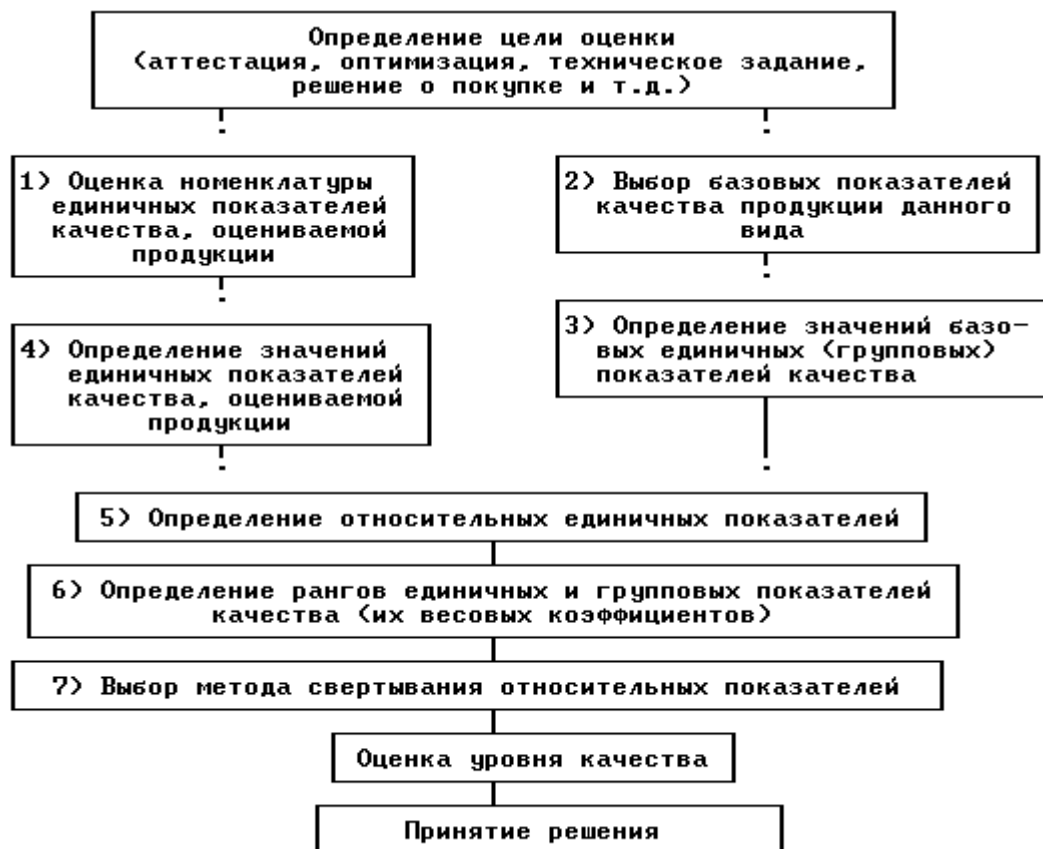 Определение цели оценки
(аттестация, оптимизация, техническое задание,
решение о покупке и т.д.)
1) Оценка номенклатуры
единичных показателей
качества, оцениваемой
продукции
2) Выбор базовых показателей
качества продукции данного
вида
4) Определение значений
единичных показателей
качества, оцениваемой
продукции
3) Определение значений базо-
вых единичных (групповых)
показателей качества
5) Определение относительных единичных показателей
6) Определение рангов единичных и групповых показателей
качества (их весовых коэффициентов)
7) Выбор метода свертывания относительных показателей
Оценка уровня качества
Принятие решения